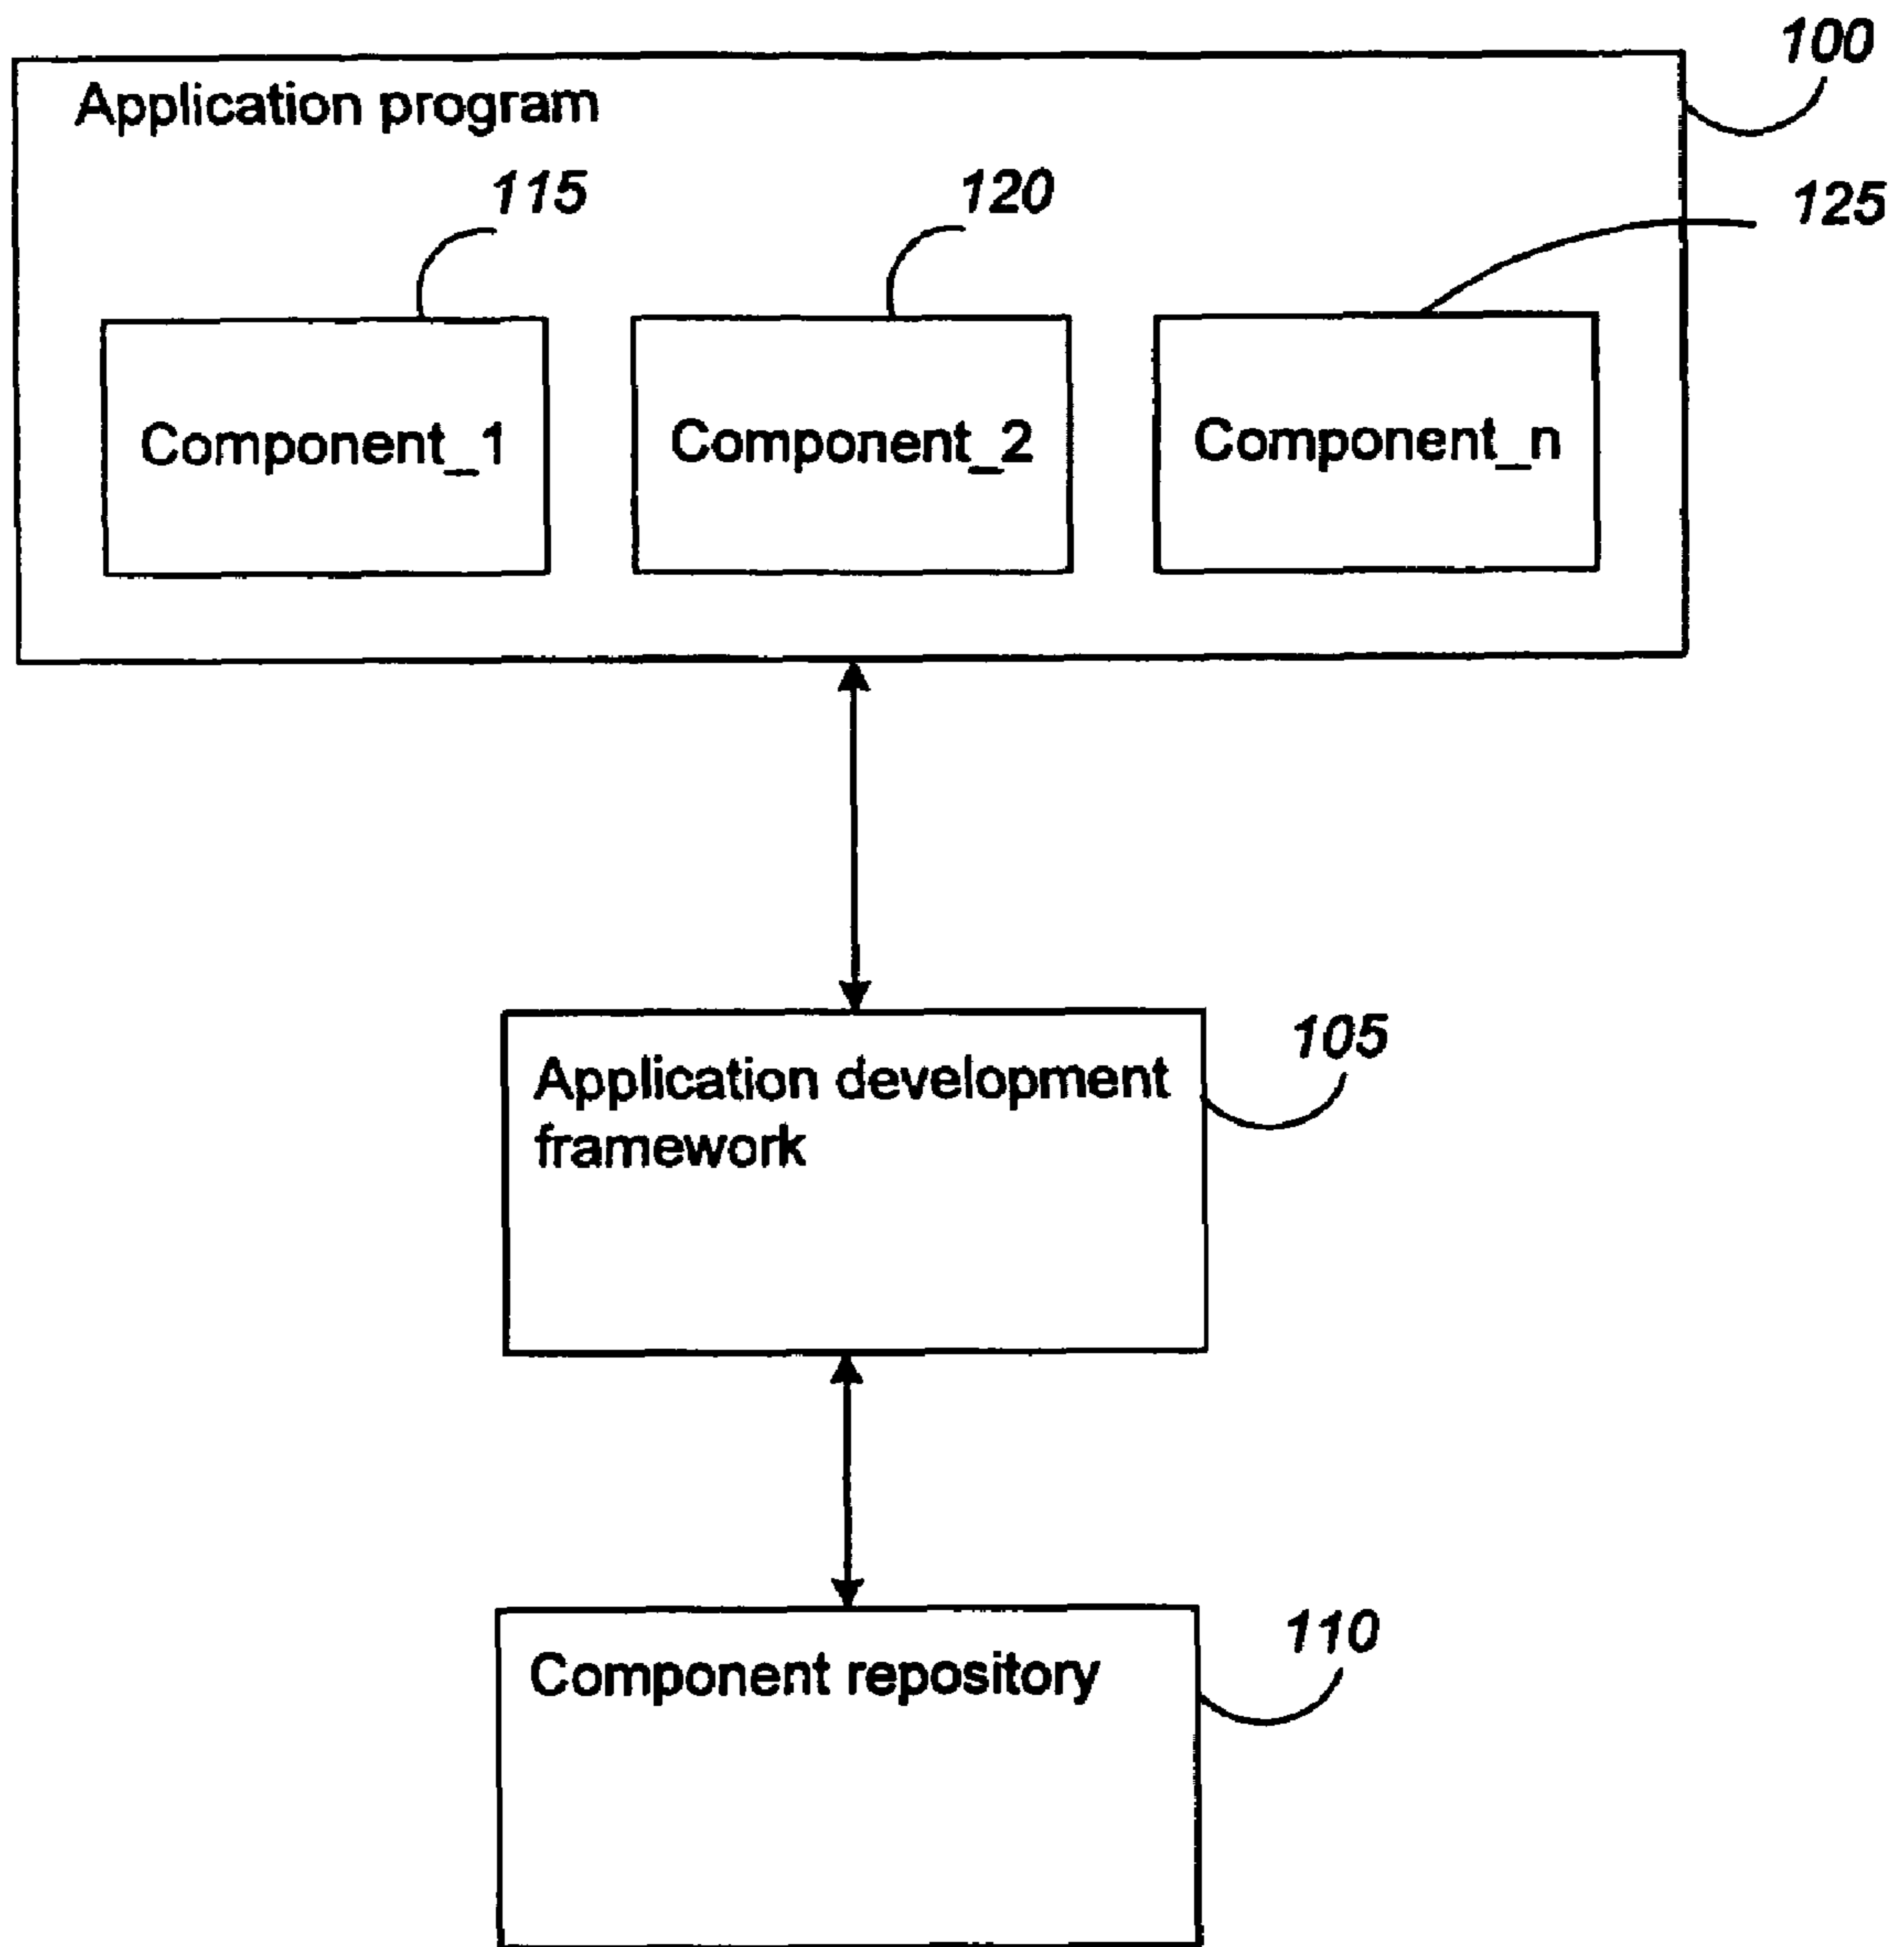 100
Application program
115
120
125
Component_1
Component_2
Component_n
Application development
framework
105
Component repository
110